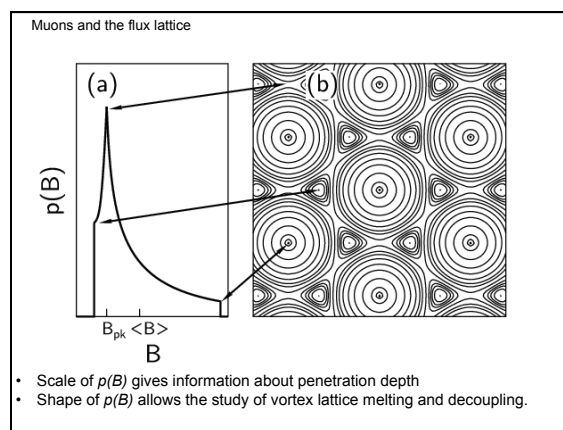 Muons and the flux lattice
(a)
(b)
p(B)
B_pk <B>
B
• Scale of p(B) gives information about penetration depth
• Shape of p(B) allows the study of vortex lattice melting and decoupling.